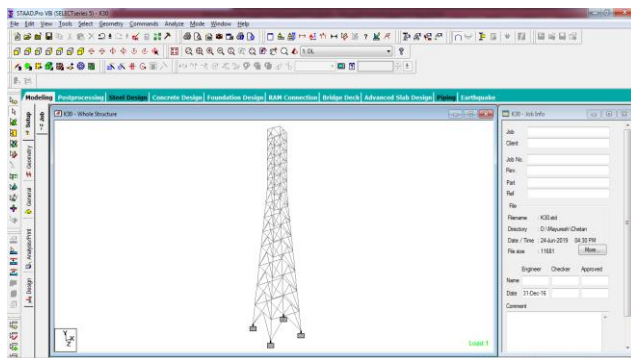 STAAD.Pro V8i (SELECTseries 5) - K30
File Edit View Tools Select Geometry Commands Analyze Mode Window Help
1:DL
Modeling Postprocessing Steel Design Concrete Design Foundation Design RAM Connection Bridge Deck Advanced Slab Design Piping Earthquake
Setup
Geometry
General
Analysis/Print
Design
Job
K30 - Whole Structure
Y
X
Z
Load 1
K30 - Job Info
Job
Client
Job No.
Rev.
Part
Ref
File
Filename : K30.std
Directory : D:\Mayuresh\Chetan
Date / Time : 24-Jun-2019 04:30 PM
File size : 11681
More...
Engineer Checker Approved
Name
Date 31-Dec-16
Comment